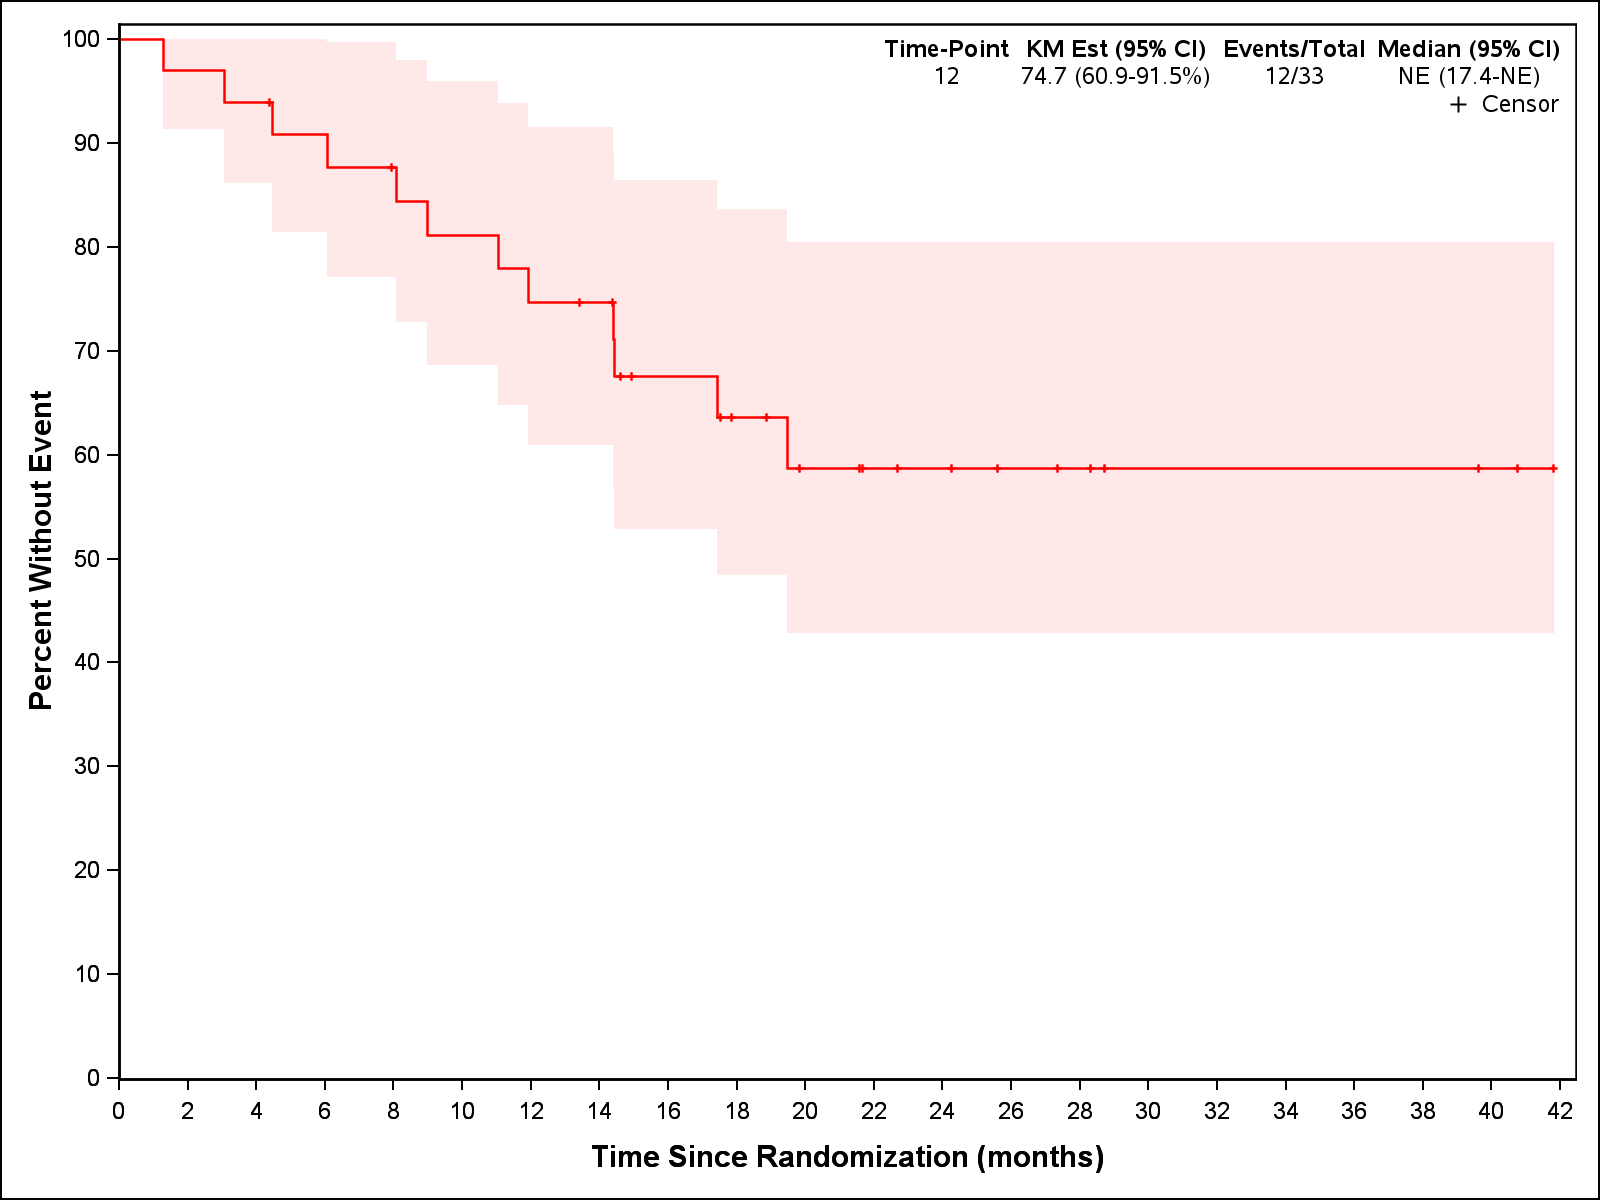 Time-Point KM Est (95% CI) Events/Total Median (95% CI)
12 74.7 (60.9-91.5%) 12/33 NE (17.4-NE)
+ Censor
100
90
80
70
60
50
40
30
20
10
0
Percent Without Event
0 2 4 6 8 10 12 14 16 18 20 22 24 26 28 30 32 34 36 38 40 42
Time Since Randomization (months)